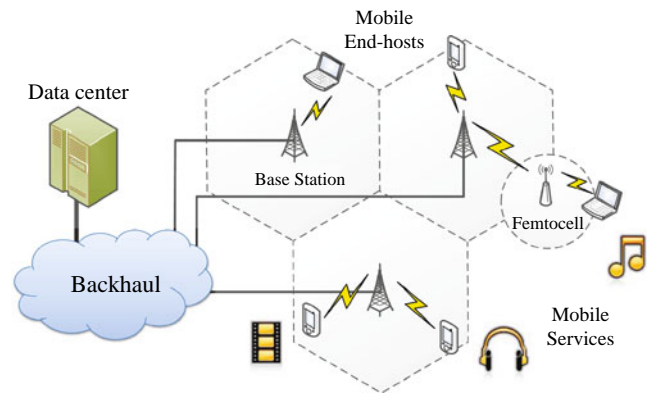 Mobile
End-hosts
Data center
Base Station
Femtocell
Backhaul
Mobile
Services